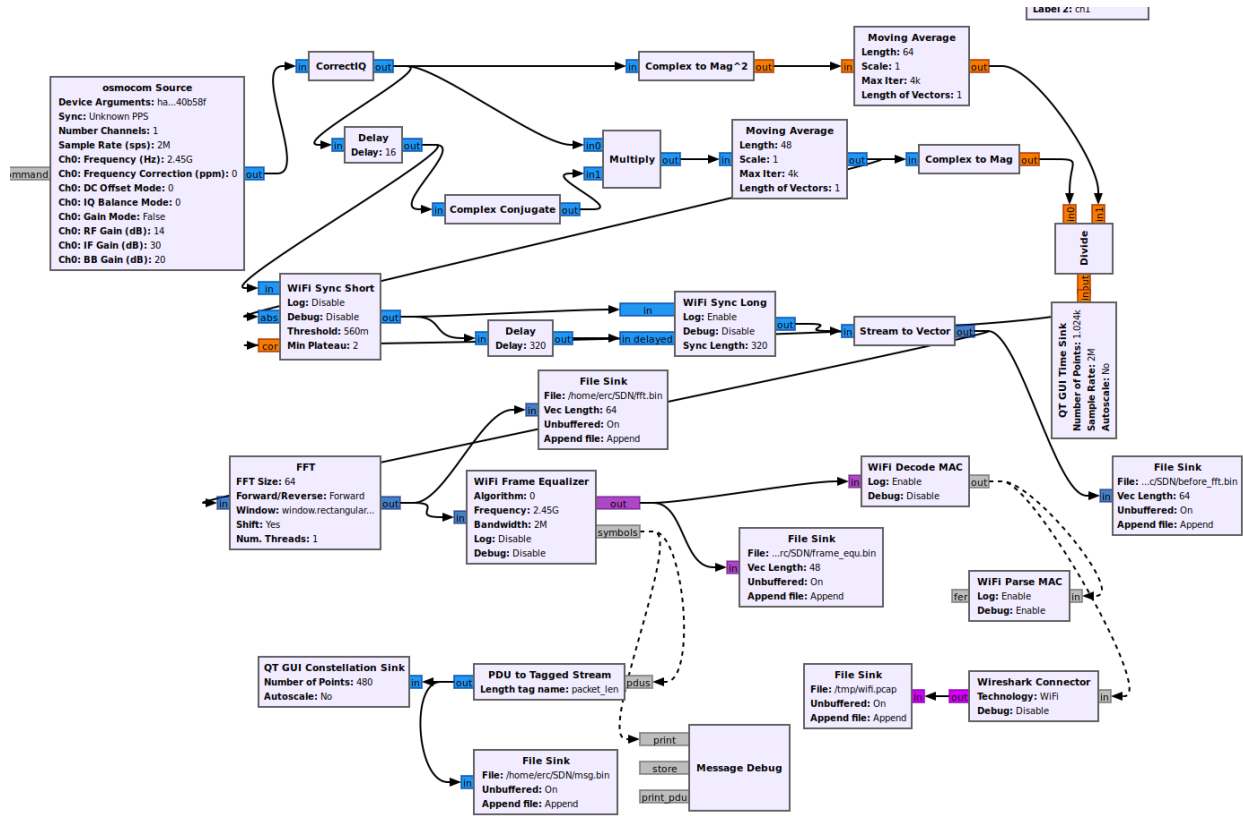 Label 2: ch1
CorrectIQ
in
out
Complex to Mag^2
in
out
Moving Average
Length: 64
Scale: 1
Max Iter: 4k
Length of Vectors: 1
in
out
osmocom Source
Device Arguments: ha...40b58f
Sync: Unknown PPS
Number Channels: 1
Sample Rate (sps): 2M
Ch0: Frequency (Hz): 2.45G
Ch0: Frequency Correction (ppm): 0
Ch0: DC Offset Mode: 0
Ch0: IQ Balance Mode: 0
Ch0: Gain Mode: False
Ch0: RF Gain (dB): 14
Ch0: IF Gain (dB): 30
Ch0: BB Gain (dB): 20
ommand
out
Delay
Delay: 16
in
out
Multiply
in0
in1
out
Moving Average
Length: 48
Scale: 1
Max Iter: 4k
Length of Vectors: 1
in
out
Complex to Mag
in
out
Complex Conjugate
in
out
Divide
in0
in1
out
WiFi Sync Short
Log: Disable
Debug: Disable
Threshold: 560m
Min Plateau: 2
in
abs
cor
out
Delay
Delay: 320
in
out
WiFi Sync Long
Log: Enable
Debug: Disable
Sync Length: 320
in
in delayed
out
Stream to Vector
in
out
QT GUI Time Sink
Number of Points: 1.024k
Sample Rate: 2M
Autoscale: No
in
File Sink
File: /home/erc/SDN/fft.bin
Vec Length: 64
Unbuffered: On
Append file: Append
in
FFT
FFT Size: 64
Forward/Reverse: Forward
Window: window.rectangular...
Shift: Yes
Num. Threads: 1
in
out
WiFi Frame Equalizer
Algorithm: 0
Frequency: 2.45G
Bandwidth: 2M
Log: Disable
Debug: Disable
in
out
symbols
WiFi Decode MAC
Log: Enable
Debug: Disable
in
out
File Sink
File: ...c/SDN/before_fft.bin
Vec Length: 64
Unbuffered: On
Append file: Append
in
File Sink
File: ...rc/SDN/frame_equ.bin
Vec Length: 48
Unbuffered: On
Append file: Append
in
WiFi Parse MAC
Log: Enable
Debug: Enable
fer
in
QT GUI Constellation Sink
Number of Points: 480
Autoscale: No
in
PDU to Tagged Stream
Length tag name: packet_len
out
pdus
File Sink
File: /tmp/wifi.pcap
Unbuffered: On
Append file: Append
in
Wireshark Connector
Technology: WiFi
Debug: Disable
out
in
File Sink
File: /home/erc/SDN/msg.bin
Unbuffered: On
Append file: Append
in
Message Debug
print
store
print_pdu